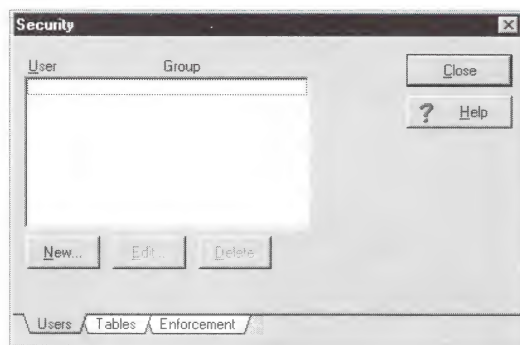 Security
User Group
Close
Help
New... Edit... Delete
Users Tables Enforcement